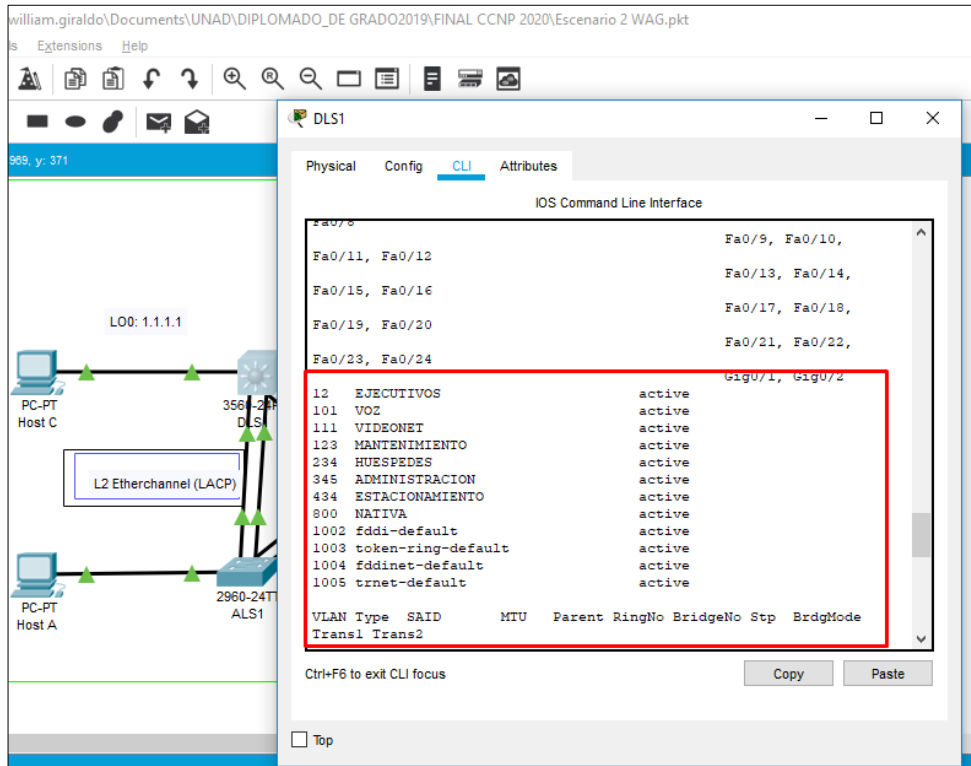 william.giraldo\Documents\UNAD\DIPLOMADO_DE GRADO2019\FINAL CCNP 2020\Escenario 2 WAG.pkt
ls Extensions Help
969, y: 371
LO0: 1.1.1.1
PC-PT
Host C
3560-24P
DLS1
L2 Etherchannel (LACP)
PC-PT
Host A
2960-24TT
ALS1
DLS1
Physical Config CLI Attributes
IOS Command Line Interface
Fa0/8
Fa0/9, Fa0/10,
Fa0/11, Fa0/12
Fa0/13, Fa0/14,
Fa0/15, Fa0/16
Fa0/17, Fa0/18,
Fa0/19, Fa0/20
Fa0/21, Fa0/22,
Fa0/23, Fa0/24
Gig0/1, Gig0/2
12 EJECUTIVOS active
101 VOZ active
111 VIDEONET active
123 MANTENIMIENTO active
234 HUESPEDES active
345 ADMINISTRACION active
434 ESTACIONAMIENTO active
800 NATIVA active
1002 fddi-default active
1003 token-ring-default active
1004 fddinet-default active
1005 trnet-default active
VLAN Type SAID MTU Parent RingNo BridgeNo Stp BrdgMode
Trans1 Trans2
Ctrl+F6 to exit CLI focus
Copy Paste
Top